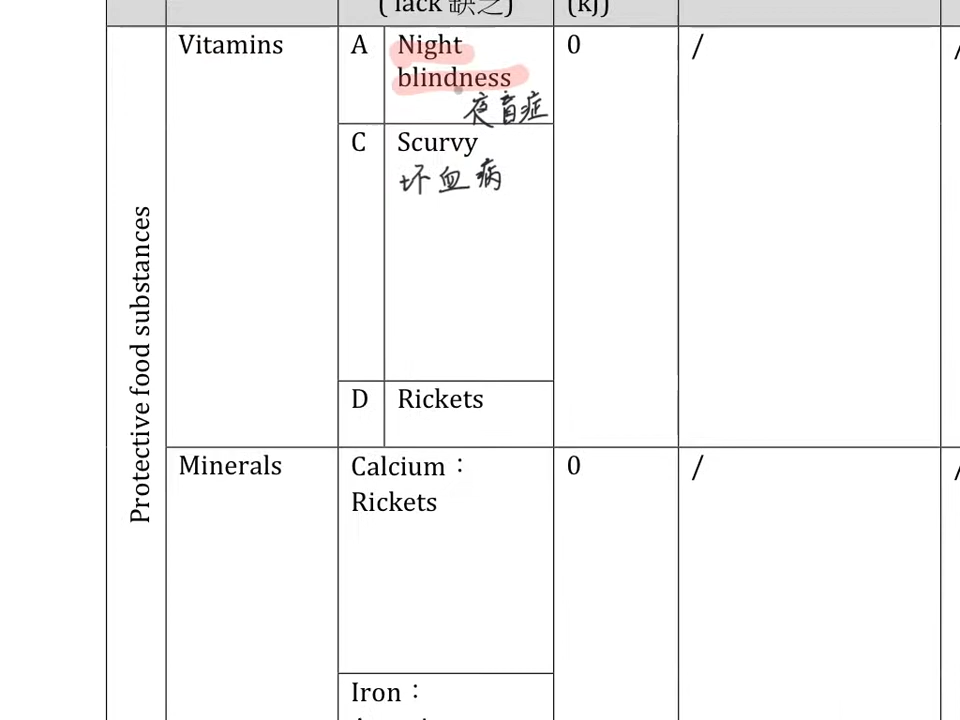 ( lack 缺乏)
(kJ)
Vitamins
A
Night
blindness
夜盲症
0
/
/
C
Scurvy
坏血病
D
Rickets
Protective food substances
Minerals
Calcium：
Rickets
0
/
/
Iron：